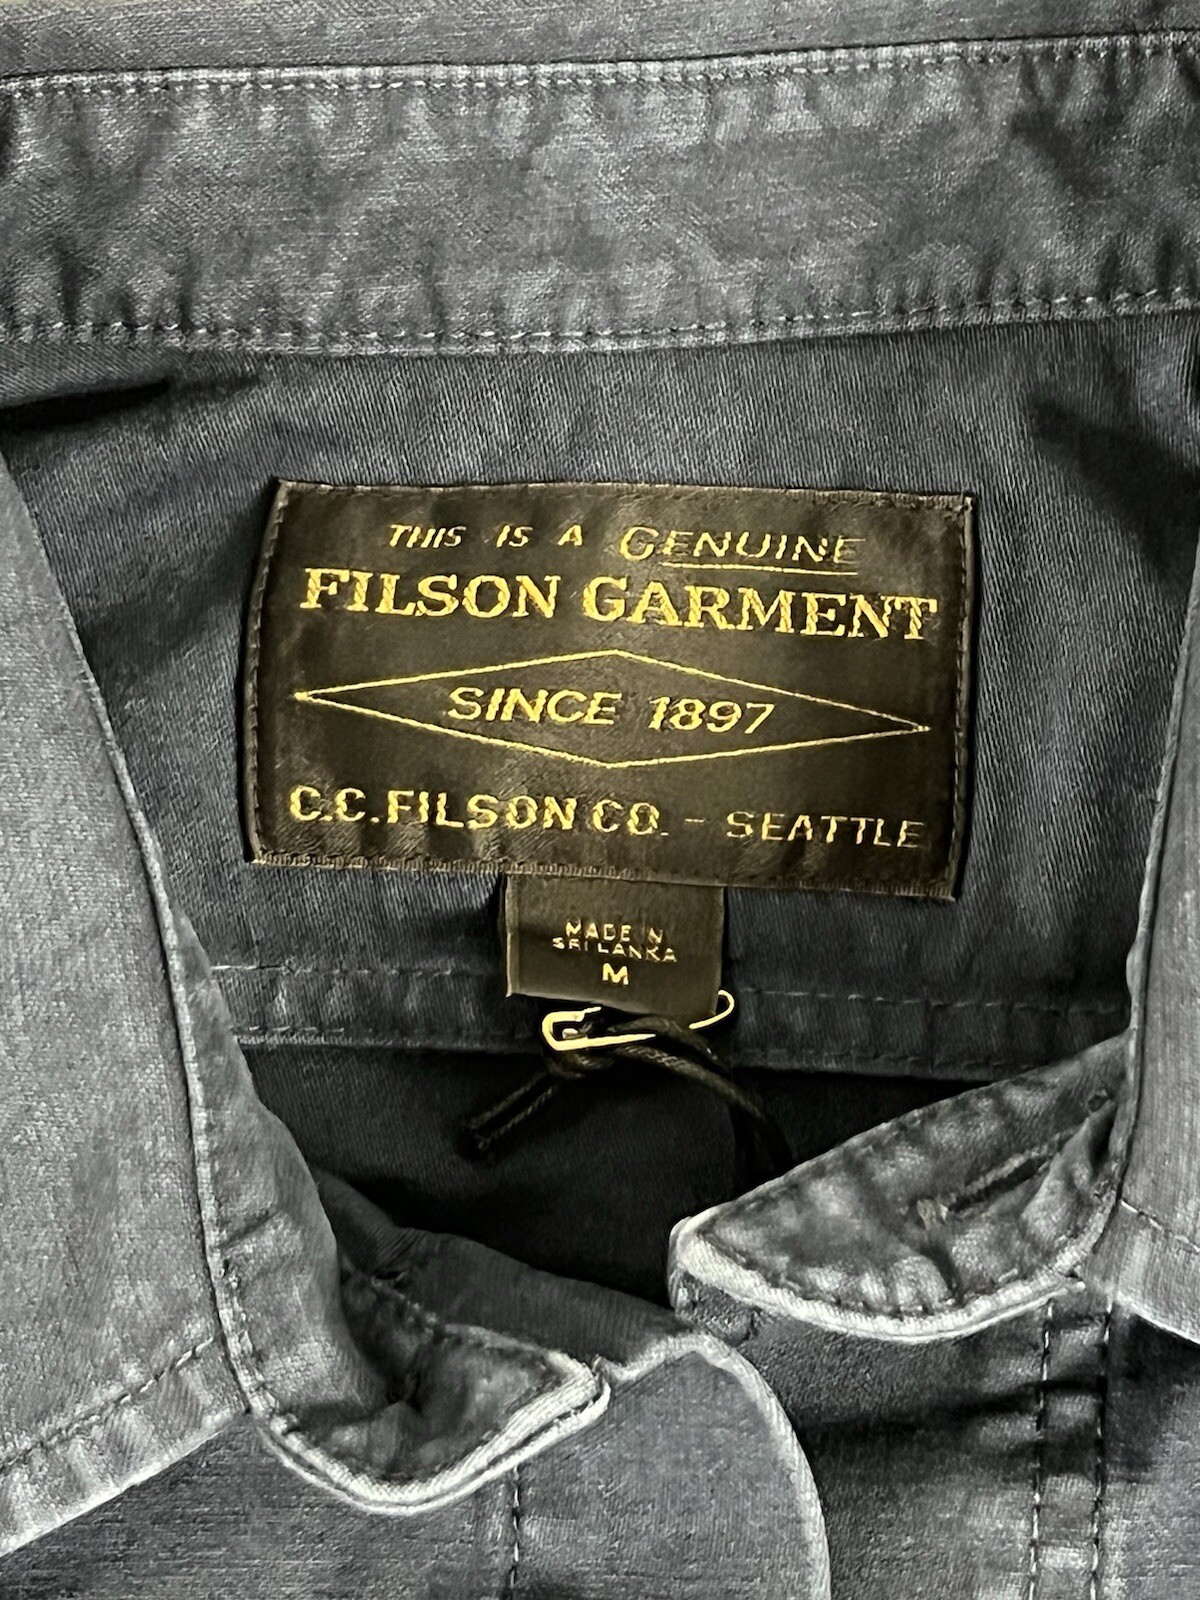 THIS IS A GENUINE
FILSON GARMENT
SINCE 1897
C.C. FILSON CO. - SEATTLE
MADE IN
SRI LANKA
M